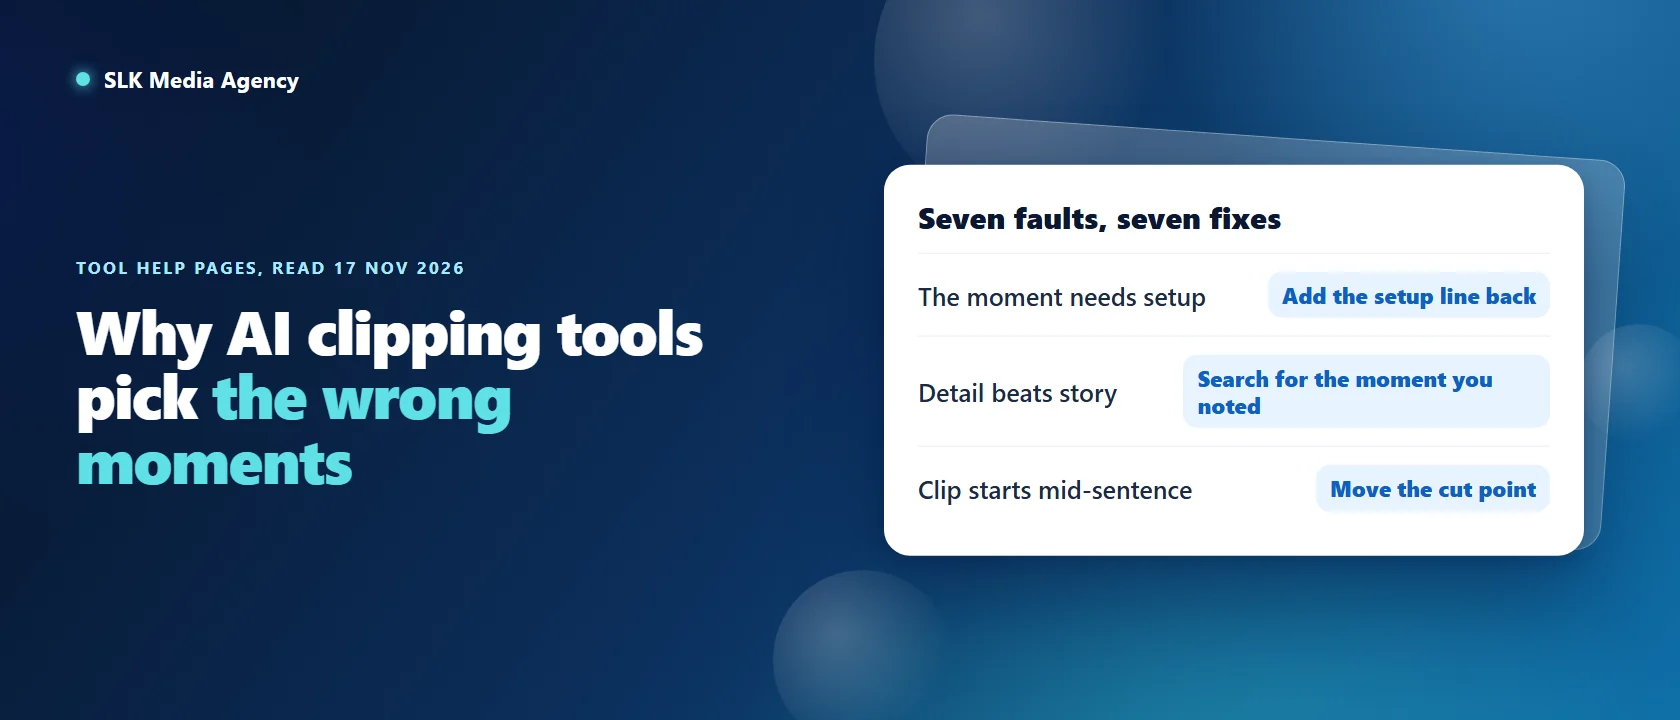 SLK Media Agency
TOOL HELP PAGES, READ 17 NOV 2026
Why AI clipping tools
pick the wrong
moments
Seven faults, seven fixes
The moment needs setup
Add the setup line back
Detail beats story
Search for the moment you
noted
Clip starts mid-sentence
Move the cut point